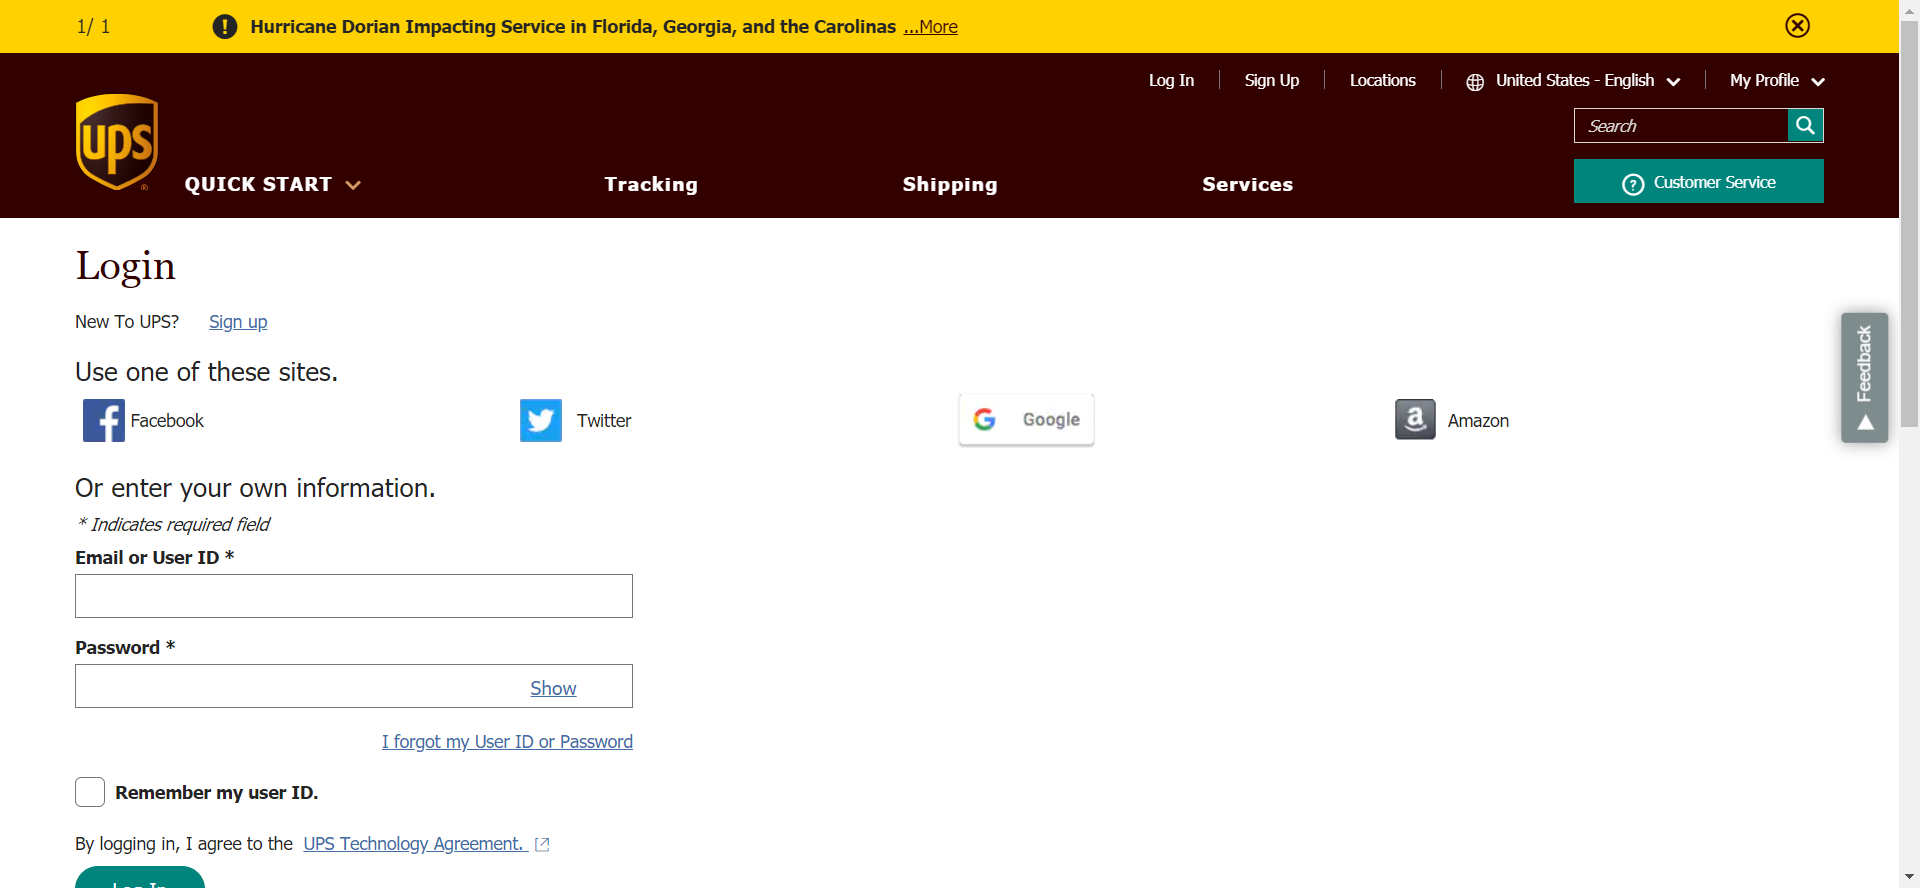 1/ 1
Hurricane Dorian Impacting Service in Florida, Georgia, and the Carolinas ...More
Log In
Sign Up
Locations
United States - English
My Profile
ups
®
Search
QUICK START
Tracking
Shipping
Services
Customer Service
Login
New To UPS? Sign up
Feedback
Use one of these sites.
Facebook
Twitter
Google
Amazon
Or enter your own information.
* Indicates required field
Email or User ID *
Password *
Show
I forgot my User ID or Password
Remember my user ID.
By logging in, I agree to the UPS Technology Agreement.
Log In